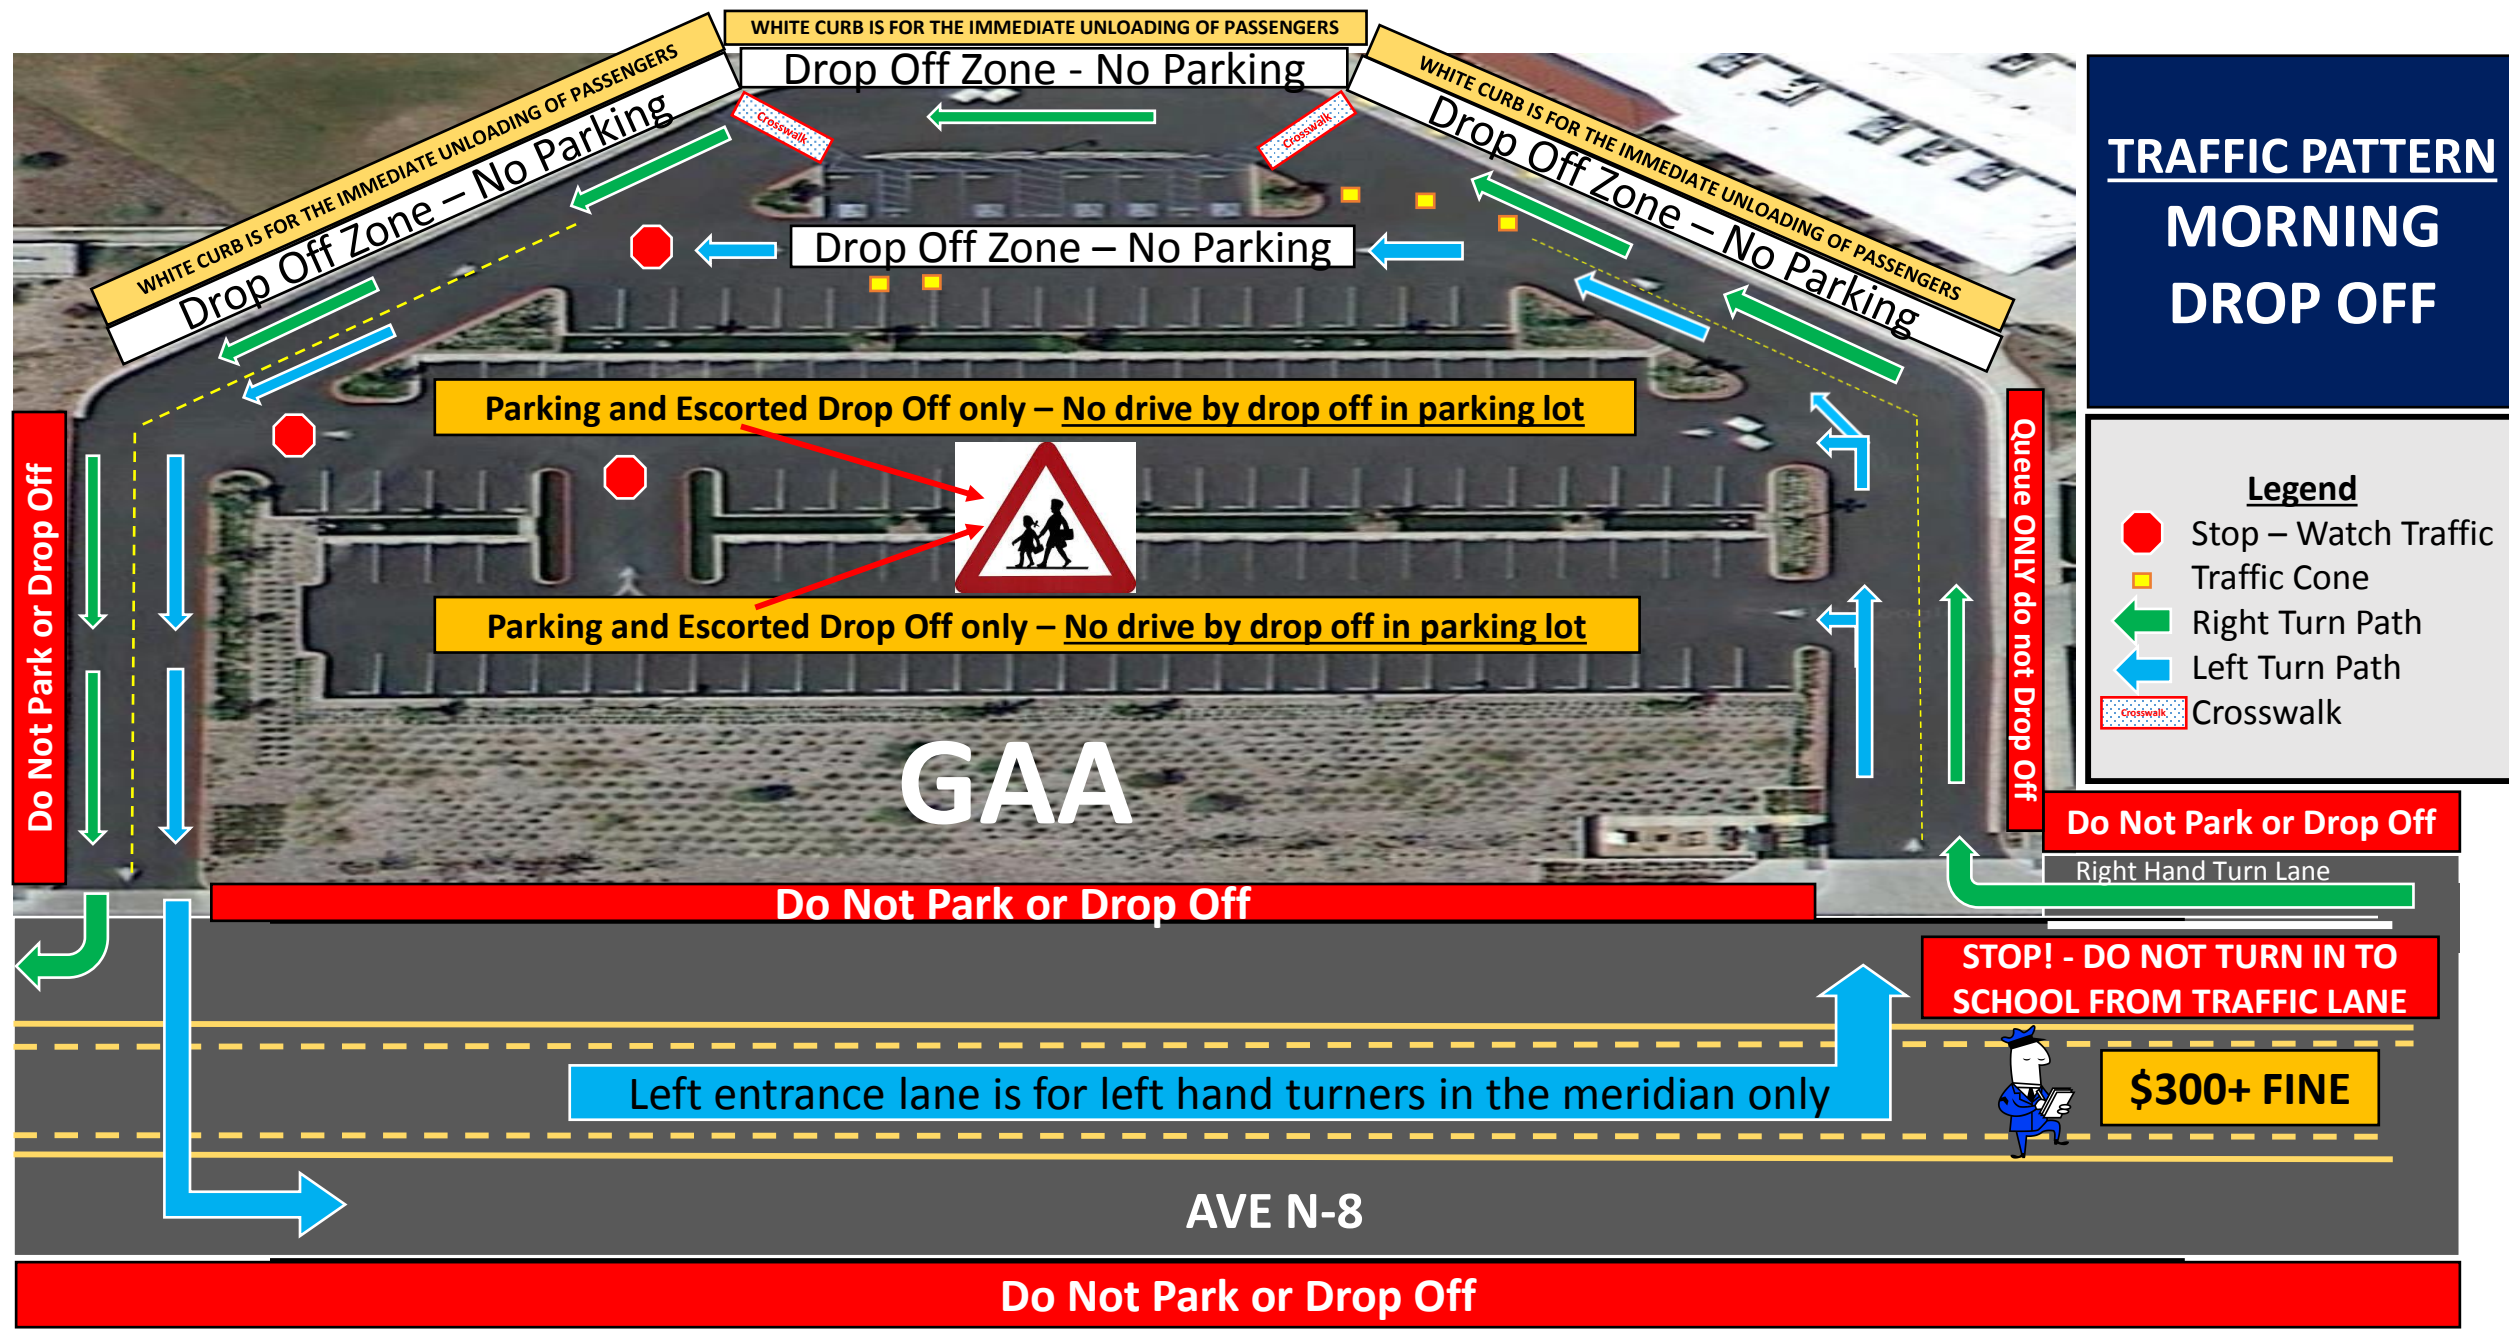 WHITE CURB IS FOR THE IMMEDIATE UNLOADING OF PASSENGERS
Drop Off Zone - No Parking
WHITE CURB IS FOR THE IMMEDIATE UNLOADING OF PASSENGERS
Drop Off Zone – No Parking
WHITE CURB IS FOR THE IMMEDIATE UNLOADING OF PASSENGERS
Drop Off Zone – No Parking
Crosswalk
Crosswalk
Drop Off Zone – No Parking
TRAFFIC PATTERN
MORNING
DROP OFF
Parking and Escorted Drop Off only – No drive by drop off in parking lot
Parking and Escorted Drop Off only – No drive by drop off in parking lot
Do Not Park or Drop Off
Queue ONLY do not Drop Off
Legend
Stop – Watch Traffic
Traffic Cone
Right Turn Path
Left Turn Path
Crosswalk
Crosswalk
GAA
Do Not Park or Drop Off
Right Hand Turn Lane
Do Not Park or Drop Off
STOP! - DO NOT TURN IN TO
SCHOOL FROM TRAFFIC LANE
Left entrance lane is for left hand turners in the meridian only
$300+ FINE
AVE N-8
Do Not Park or Drop Off